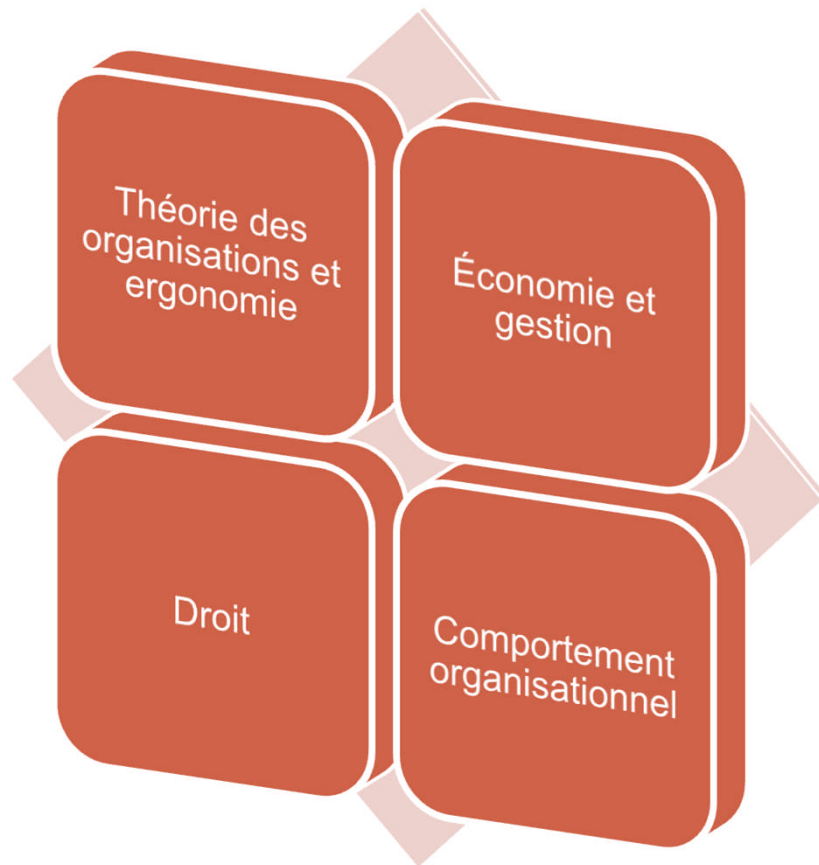 Théorie des
organisations et
ergonomie
Économie et
gestion
Droit
Comportement
organisationnel